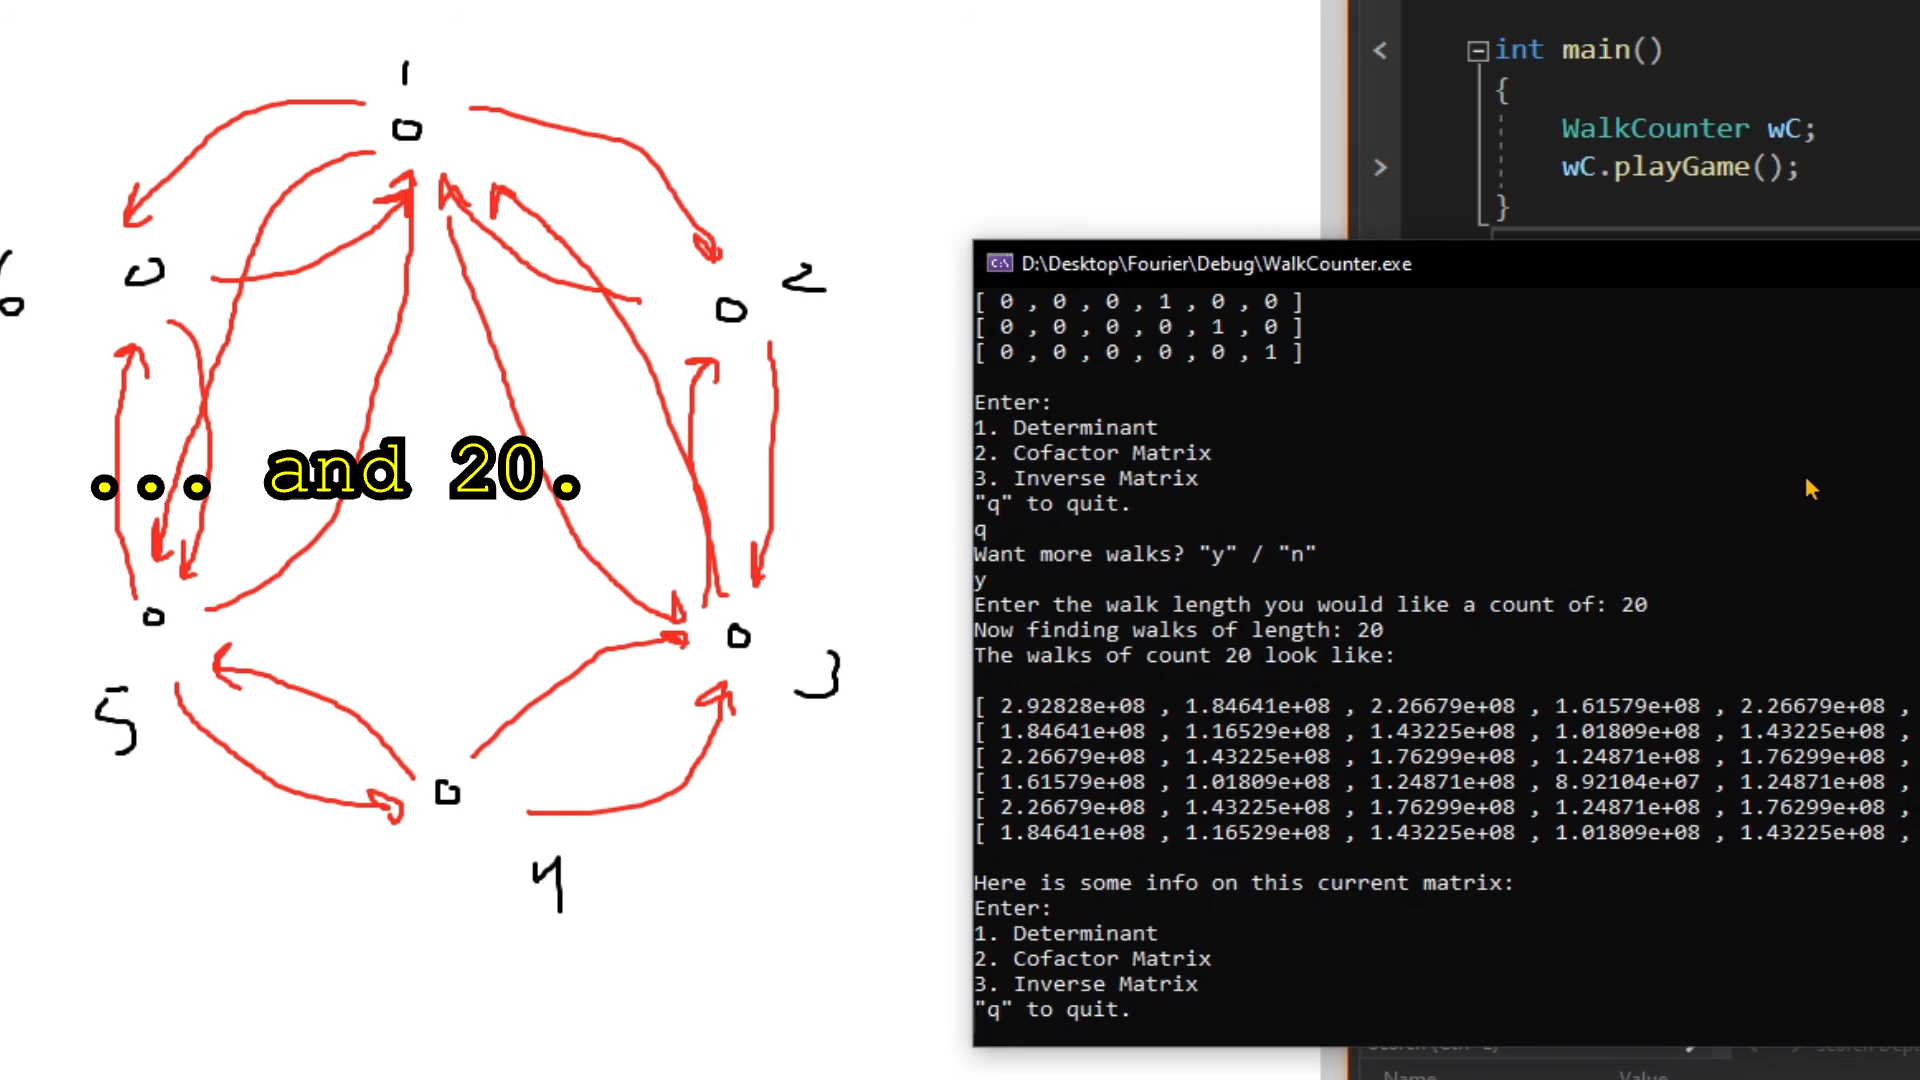 1
2
3
4
5
6
... and 20.
int main()
{
WalkCounter wC;
wC.playGame();
}
D:\Desktop\Fourier\Debug\WalkCounter.exe
[ 0 , 0 , 0 , 1 , 0 , 0 ]
[ 0 , 0 , 0 , 0 , 1 , 0 ]
[ 0 , 0 , 0 , 0 , 0 , 1 ]
Enter:
1. Determinant
2. Cofactor Matrix
3. Inverse Matrix
"q" to quit.
q
Want more walks? "y" / "n"
y
Enter the walk length you would like a count of: 20
Now finding walks of length: 20
The walks of count 20 look like:
[ 2.92828e+08 , 1.84641e+08 , 2.26679e+08 , 1.61579e+08 , 2.26679e+08 ,
[ 1.84641e+08 , 1.16529e+08 , 1.43225e+08 , 1.01809e+08 , 1.43225e+08 ,
[ 2.26679e+08 , 1.43225e+08 , 1.76299e+08 , 1.24871e+08 , 1.76299e+08 ,
[ 1.61579e+08 , 1.01809e+08 , 1.24871e+08 , 8.92104e+07 , 1.24871e+08 ,
[ 2.26679e+08 , 1.43225e+08 , 1.76299e+08 , 1.24871e+08 , 1.76299e+08 ,
[ 1.84641e+08 , 1.16529e+08 , 1.43225e+08 , 1.01809e+08 , 1.43225e+08 ,
Here is some info on this current matrix:
Enter:
1. Determinant
2. Cofactor Matrix
3. Inverse Matrix
"q" to quit.
Name Value